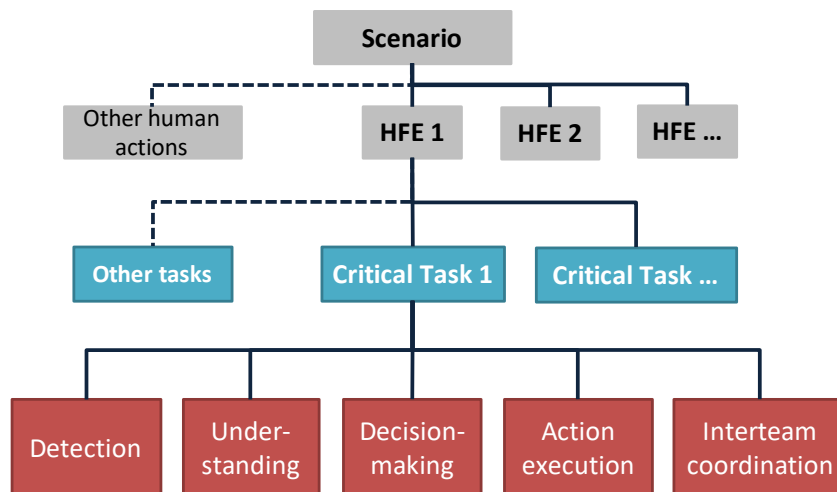 Scenario
Other human
actions
HFE 1
HFE 2
HFE …
Other tasks
Critical Task 1
Critical Task …
Detection
Under-
standing
Decision-
making
Action
execution
Interteam
coordination